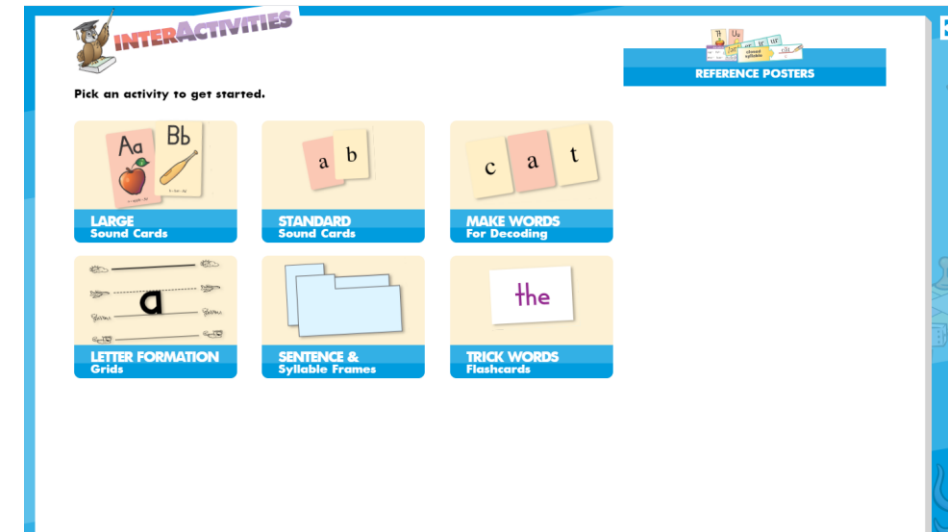 INTERACTIVITIES
REFERENCE POSTERS
Pick an activity to get started.
Aa
Bb
LARGE
Sound Cards
a b
STANDARD
Sound Cards
c a t
MAKE WORDS
For Decoding
a
LETTER FORMATION
Grids
SENTENCE &
Syllable Frames
the
TRICK WORDS
Flashcards